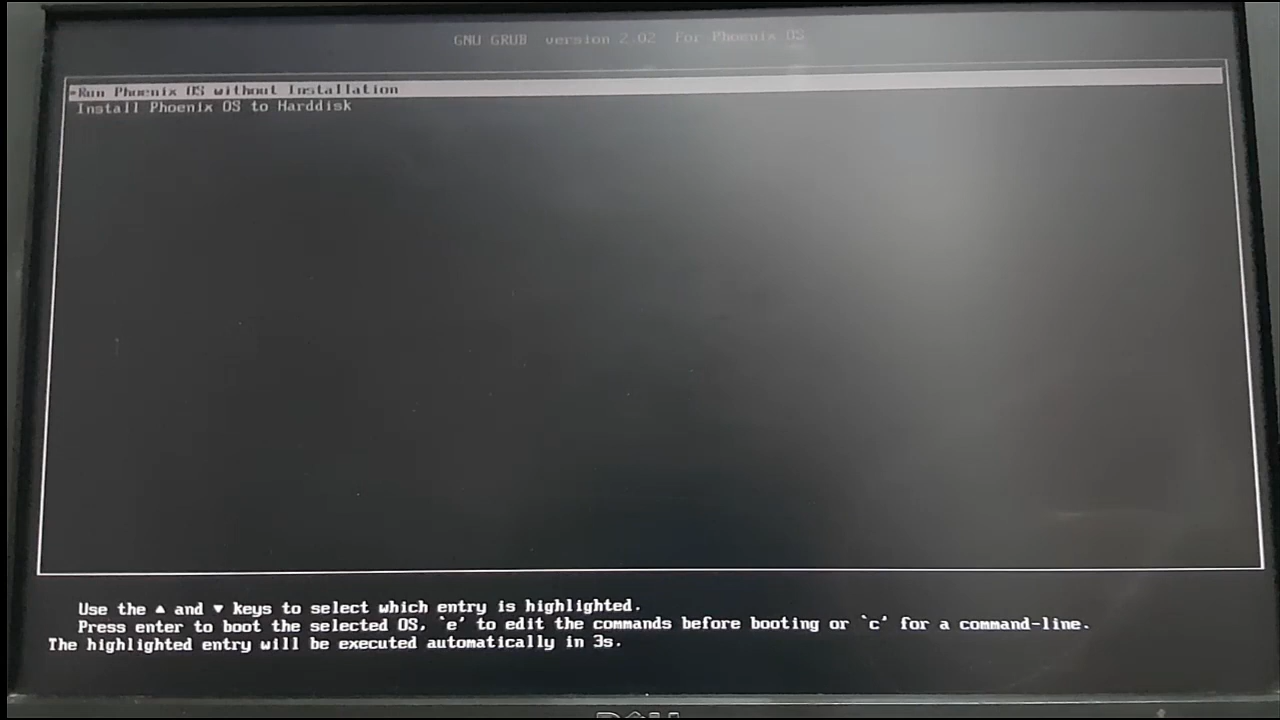 GNU GRUB version 2.02 For Phoenix OS
*Run Phoenix OS without Installation
Install Phoenix OS to Harddisk
Use the ▲ and ▼ keys to select which entry is highlighted.
Press enter to boot the selected OS, `e' to edit the commands before booting or `c' for a command-line.
The highlighted entry will be executed automatically in 3s.